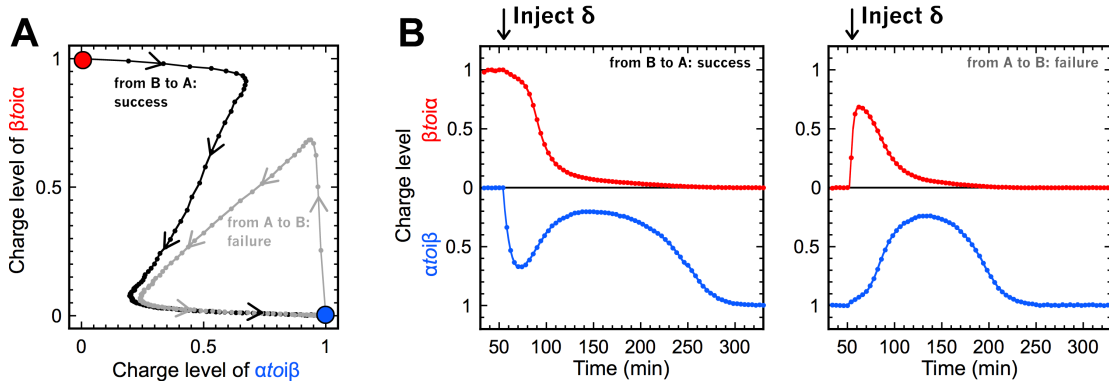 A
Charge level of βtoiα
1
0.5
0
0
0.5
1
Charge level of αtoiβ
from B to A:
success
from A to B:
failure
B
Inject δ
from B to A: success
Charge level
βtoiα
αtoiβ
1
0.5
0
0.5
1
50 100 150 200 250 300
Time (min)
Inject δ
from A to B: failure
1
0.5
0
0.5
1
50 100 150 200 250 300
Time (min)